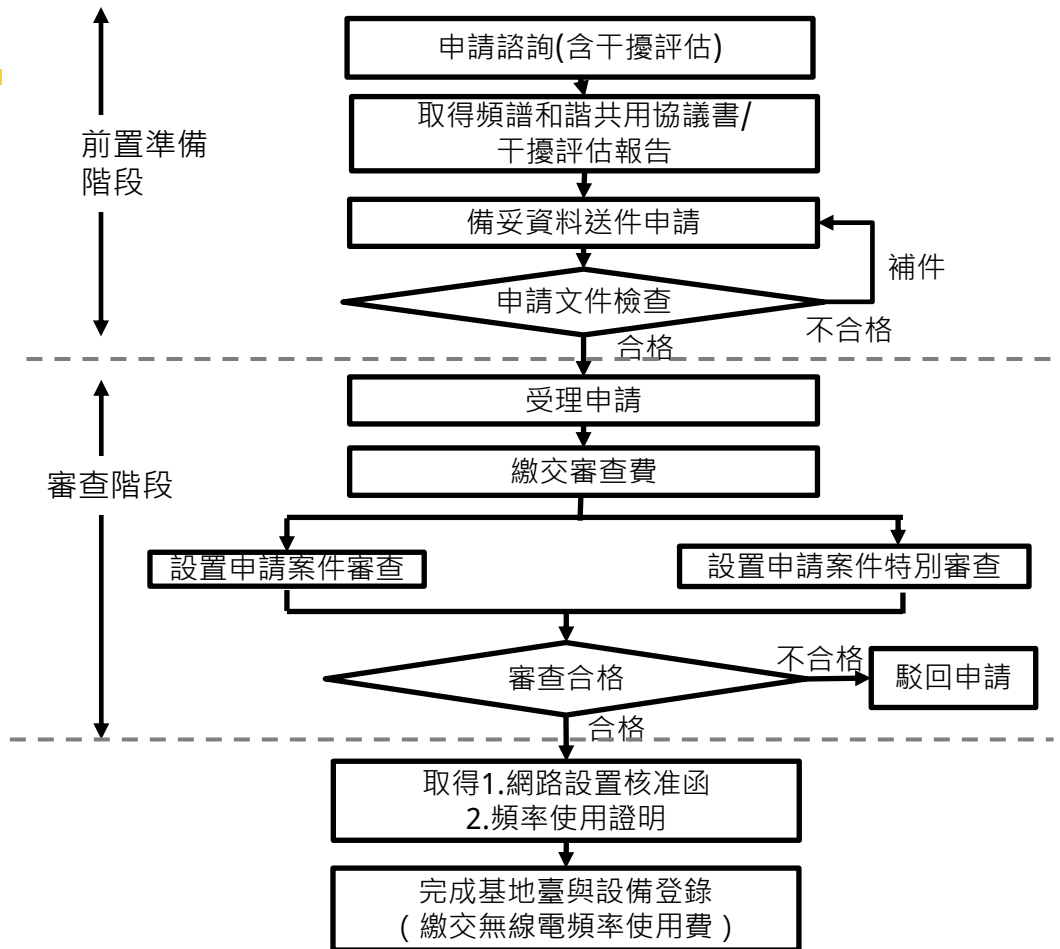 申請諮詢(含干擾評估)
取得頻譜和諧共用協議書/
干擾評估報告
前置準備
階段
備妥資料送件申請
補件
申請文件檢查
不合格
合格
受理申請
繳交審查費
審查階段
設置申請案件審查
設置申請案件特別審查
不合格
審查合格
駁回申請
合格
取得1.網路設置核准函
2.頻率使用證明
完成基地臺與設備登錄
(繳交無線電頻率使用費)